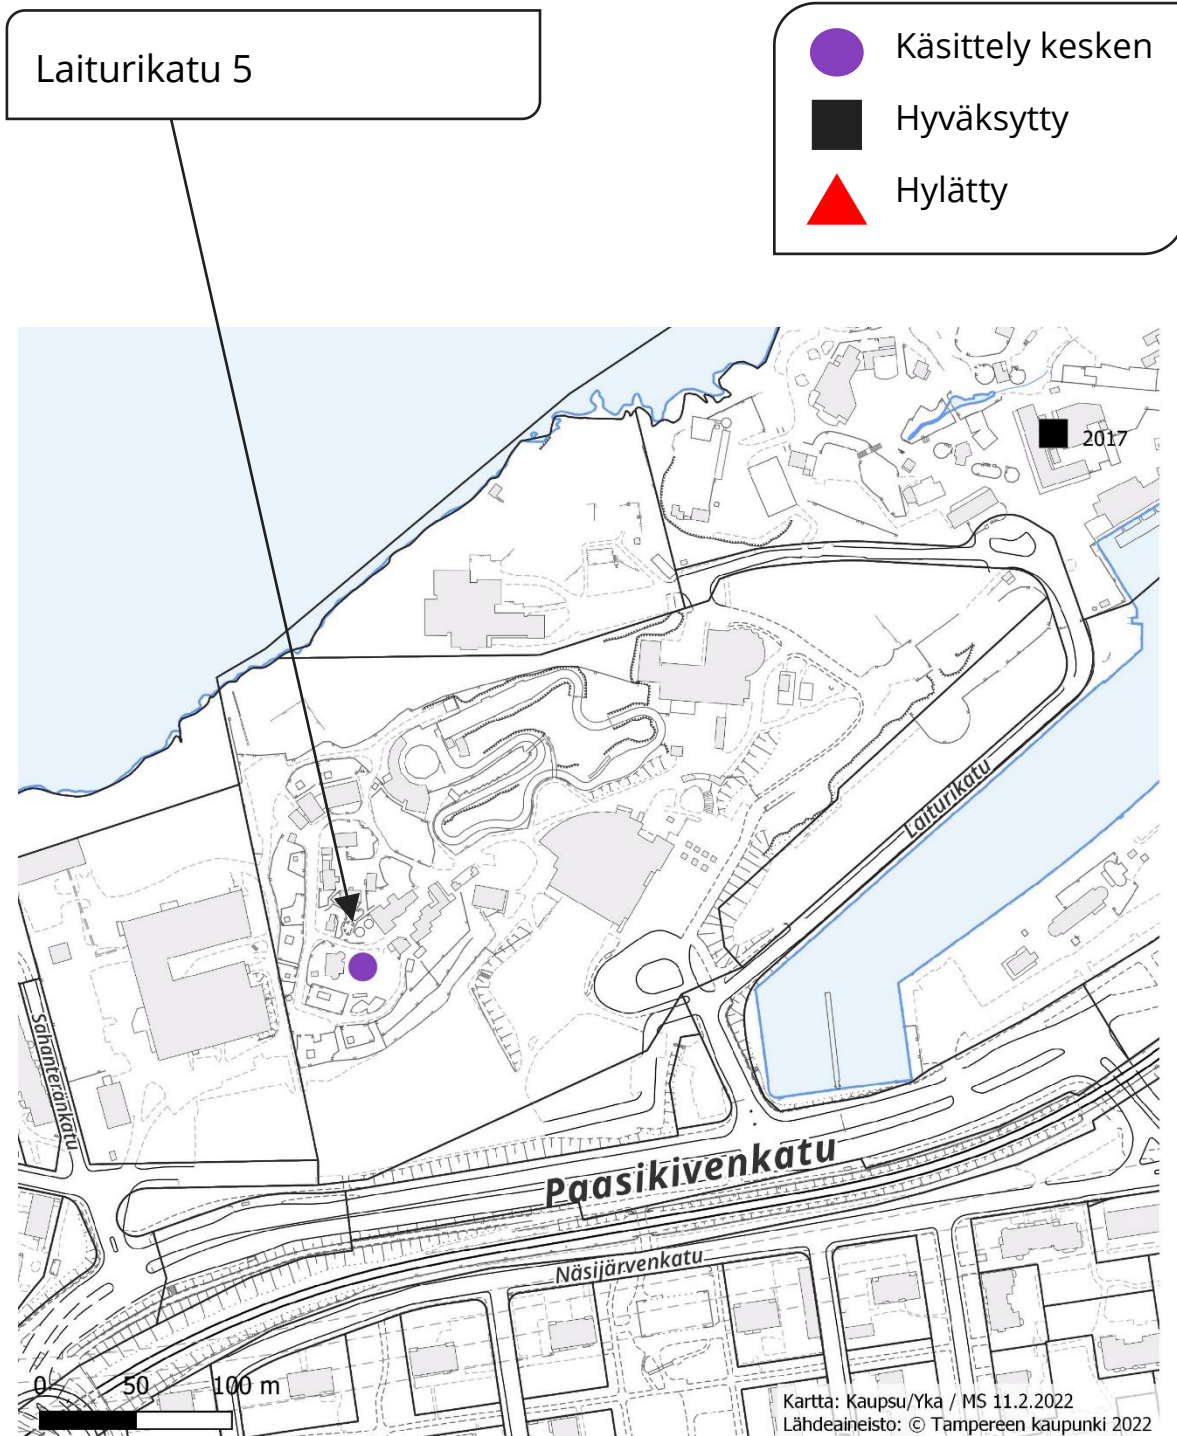 Laiturikatu 5
Käsittely kesken
Hyväksytty
Hylätty
2017
Laiturikatu
Sähanteränkatu
Paasikivenkatu
Näsijärvenkatu
0 50 100 m
Kartta: Kaupsu/Yka / MS 11.2.2022
Lähdeaineisto: © Tampereen kaupunki 2022